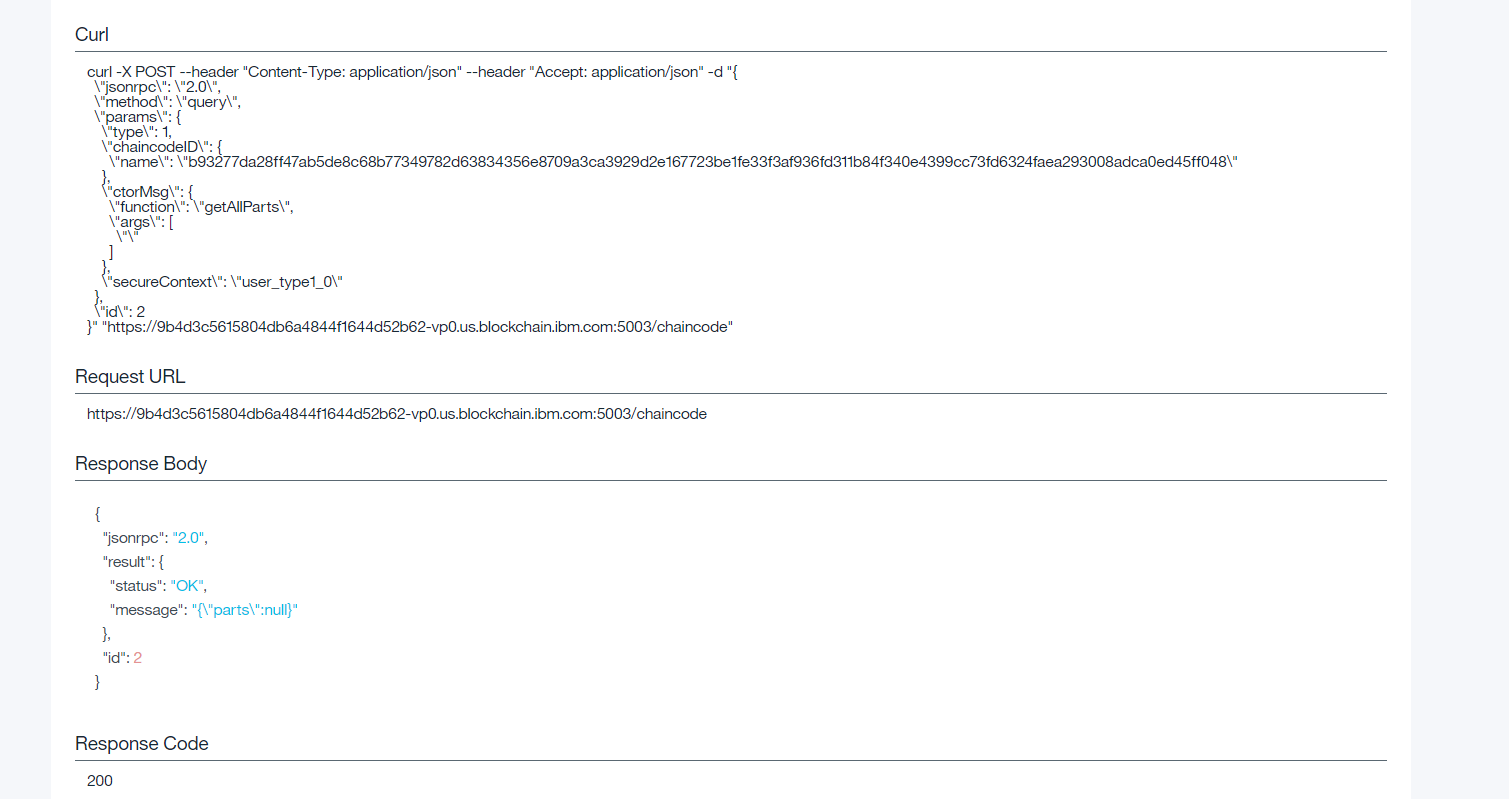 Curl
curl -X POST --header "Content-Type: application/json" --header "Accept: application/json" -d "{
\"jsonrpc\": \"2.0\",
\"method\": \"query\",
\"params\": {
\"type\": 1,
\"chaincodeID\": {
\"name\": \"b93277da28ff47ab5de8c68b77349782d63834356e8709a3ca3929d2e167723be1fe33f3af936fd311b84f340e4399cc73fd6324faea293008adca0ed45ff048\"
},
\"ctorMsg\": {
\"function\": \"getAllParts\",
\"args\": [
\"\"
]
},
\"secureContext\": \"user_type1_0\"
},
\"id\": 2
}" "https://9b4d3c5615804db6a4844f1644d52b62-vp0.us.blockchain.ibm.com:5003/chaincode"
Request URL
https://9b4d3c5615804db6a4844f1644d52b62-vp0.us.blockchain.ibm.com:5003/chaincode
Response Body
{
"jsonrpc": "2.0",
"result": {
"status": "OK",
"message": "{\"parts\":null}"
},
"id": 2
}
Response Code
200